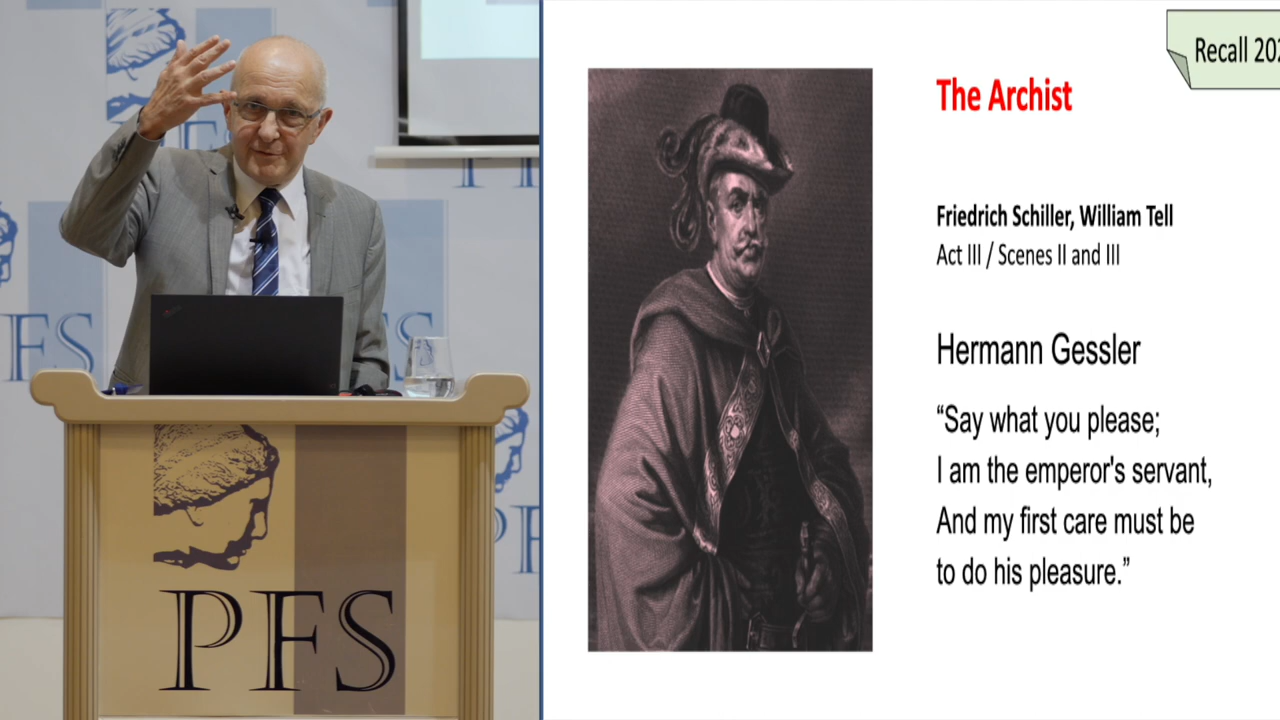 PFS
Recall 202
The Archist
Friedrich Schiller, William Tell
Act III / Scenes II and III
Hermann Gessler
“Say what you please;
I am the emperor's servant,
And my first care must be
to do his pleasure.”